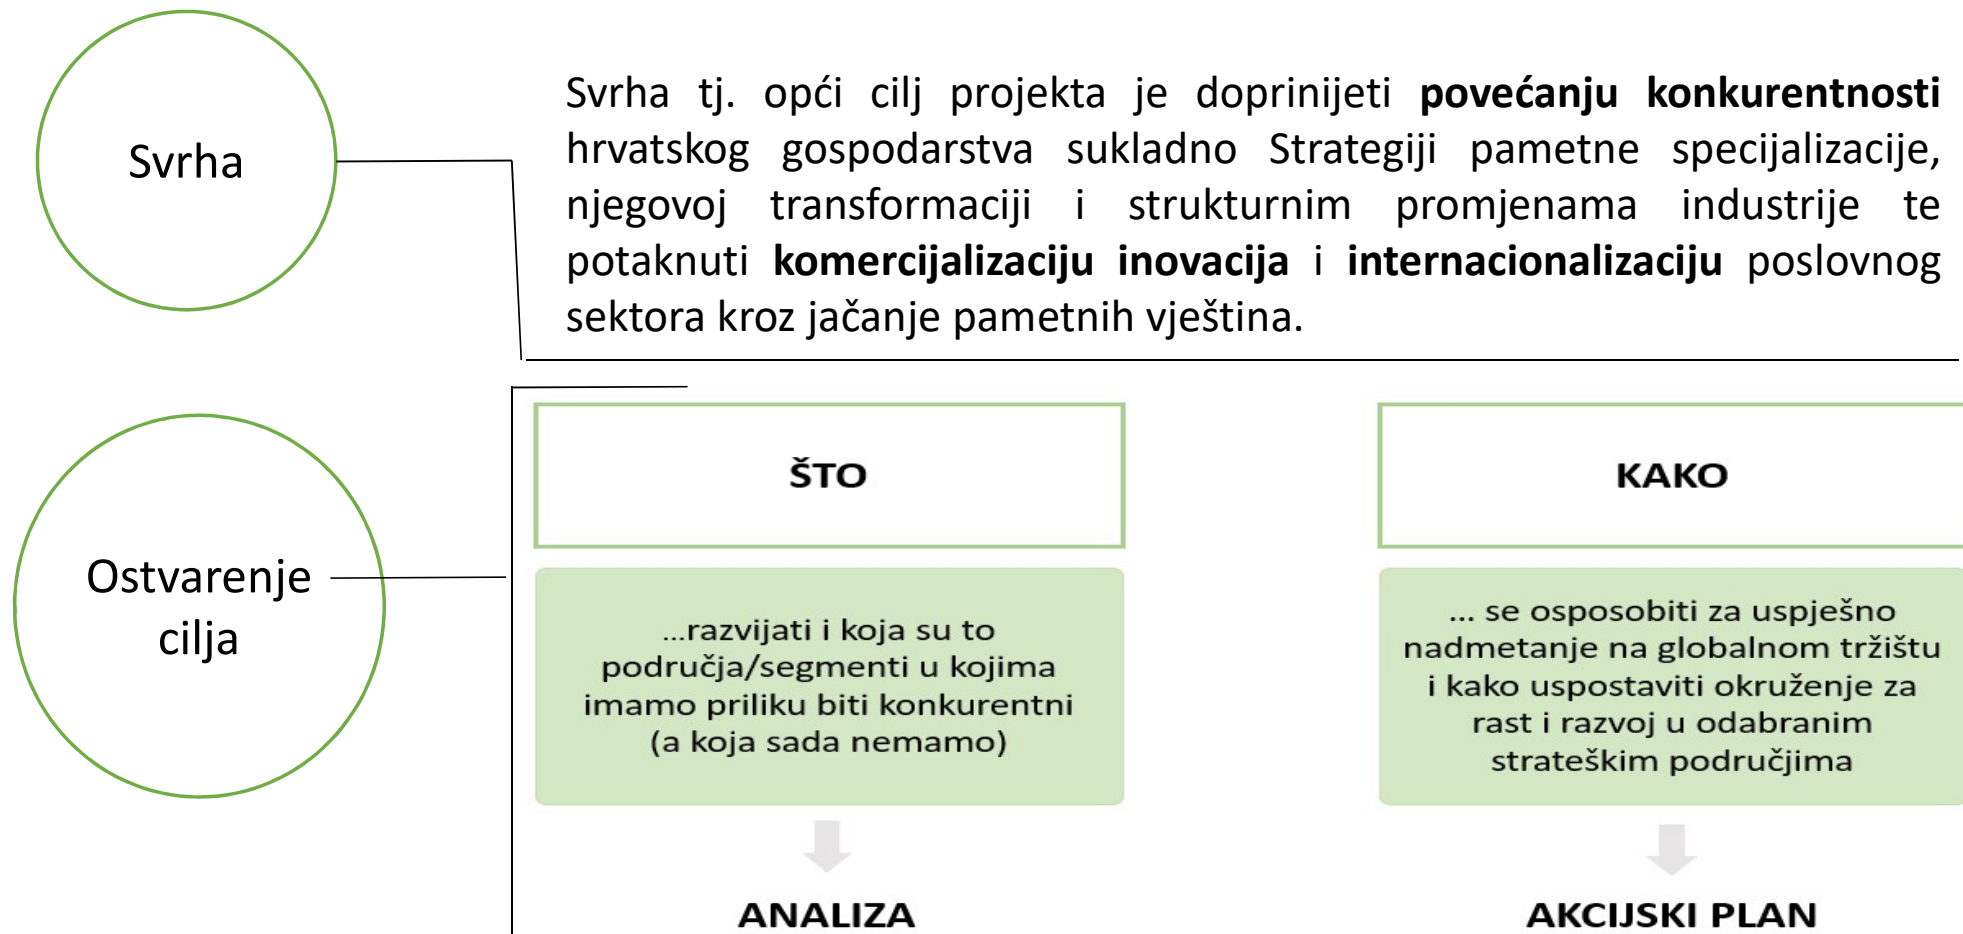 Svrha
Svrha tj. opći cilj projekta je doprinijeti povećanju konkurentnosti
hrvatskog gospodarstva sukladno Strategiji pametne specijalizacije,
njegovoj transformaciji i strukturnim promjenama industrije te
potaknuti komercijalizaciju inovacija i internacionalizaciju poslovnog
sektora kroz jačanje pametnih vještina.
Ostvarenje
cilja
ŠTO
...razvijati i koja su to
područja/segmenti u kojima
imamo priliku biti konkurentni
(a koja sada nemamo)
ANALIZA
KAKO
... se osposobiti za uspješno
nadmetanje na globalnom tržištu
i kako uspostaviti okruženje za
rast i razvoj u odabranim
strateškim područjima
AKCIJSKI PLAN